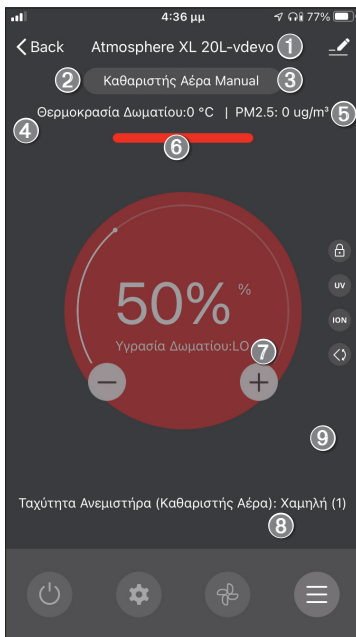 4:36 μμ 77%
Back Atmosphere XL 20L-vdevo 1
2 Καθαριστής Αέρα Manual 3
Θερμοκρασία Δωματίου:0 °C | PM2.5: 0 ug/m³ 5
4
6
50% %
Υγρασία Δωματίου:LO 7
− +
UV
ION
9
Ταχύτητα Ανεμιστήρα (Καθαριστής Αέρα): Χαμηλή (1)
8